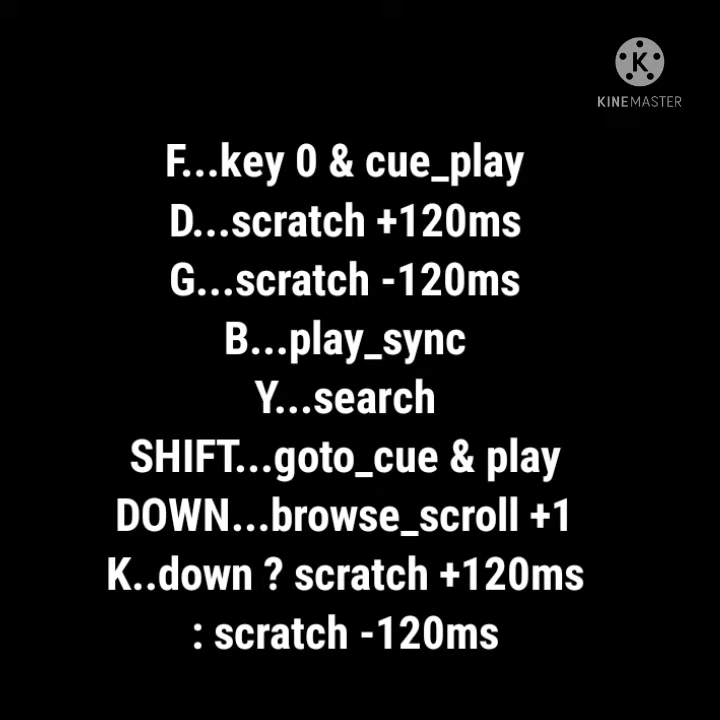 K
KINEMASTER
F...key 0 & cue_play
D...scratch +120ms
G...scratch -120ms
B...play_sync
Y...search
SHIFT...goto_cue & play
DOWN...browse_scroll +1
K..down ? scratch +120ms
: scratch -120ms